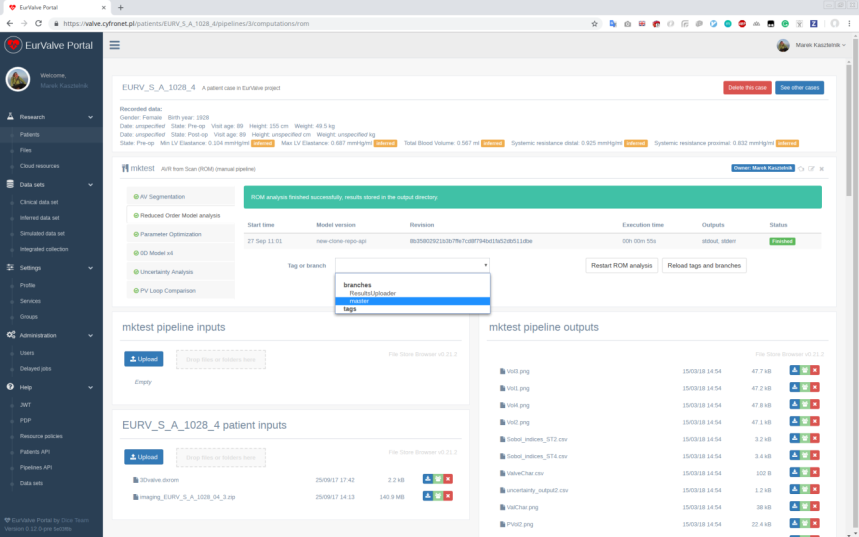 EurValve Portal
https://valve.cyfronet.pl/patients/EURV_S_A_1028_4/pipelines/3/computations/rom
EurValve Portal
Marek Kasztelnik
Welcome,
Marek Kasztelnik
Research
Patients
Files
Cloud resources
Data sets
Clinical data set
Inferred data set
Simulated data set
Integrated collection
Settings
Profile
Services
Groups
Administration
Users
Delayed jobs
Help
JWT
PDP
Resource policies
Patients API
Pipelines API
Data sets
EurValve Portal by Dice Team
EURV_S_A_1028_4 A patient case in EurValve project
Delete this case
See other cases
Recorded data:
Gender: Female Birth year: 1928
Date: unspecified State: Pre-op Visit age: 88 Height: 155 cm Weight: 49.5 kg
Date: unspecified State: Post-op Visit age: 89 Height: unspecified cm Weight: unspecified kg
State: Pre-op Min LV Elastance: 0.104 mmHg/ml inferred Max LV Elastance: 0.687 mmHg/ml inferred Total Blood Volume: 0.567 ml inferred Systemic resistance distal: 0.925 mmHg/ml inferred Systemic resistance proximal: 0.832 mmHg/ml inferred
mktest AVR from Scan (ROM) (manual pipeline)
Owner: Marek Kasztelnik
AV Segmentation
Reduced Order Model analysis
Parameter Optimization
0D Model
Uncertainty Analysis
PV Loop Comparison
ROM analysis finished successfully, results stored in the output directory.
Start time Model version Revision Execution time Outputs Status
27 Sep 11:01 new-clone-repo-api 00h 00m 55s stdout, stderr Finished
Tag or branch
Restart ROM analysis
Reload tags and branches
branches
ResultsUploader
master
tags
mktest pipeline inputs
Upload
Drop files or folders here
File Store Browser v0.21.2
Empty
EURV_S_A_1028_4 patient inputs
Upload
Drop files or folders here
File Store Browser v0.21.2
3Dvalve.dxrom 25/09/17 17:42 2.2 kB
imaging_EURV_S_A_1028_04_3.zip 25/09/17 14:13 140.9 MB
mktest pipeline outputs
File Store Browser v0.21.2
Vol3.png 15/03/18 14:54 47.7 kB
Vol1.png 15/03/18 14:54 47.2 kB
Vol4.png 15/03/18 14:54 47.8 kB
Vol2.png 15/03/18 14:54 47.1 kB
Sobol_indices_ST2.csv 15/03/18 14:54 3.2 kB
Sobol_indices_ST4.csv 15/03/18 14:54 3.4 kB
ValveChar.csv 15/03/18 14:54 102 B
uncertainty_output2.csv 15/03/18 14:54 1.2 kB
ValChar.png 15/03/18 14:54 38 kB
PVol2.png 15/03/18 14:54 22.4 kB